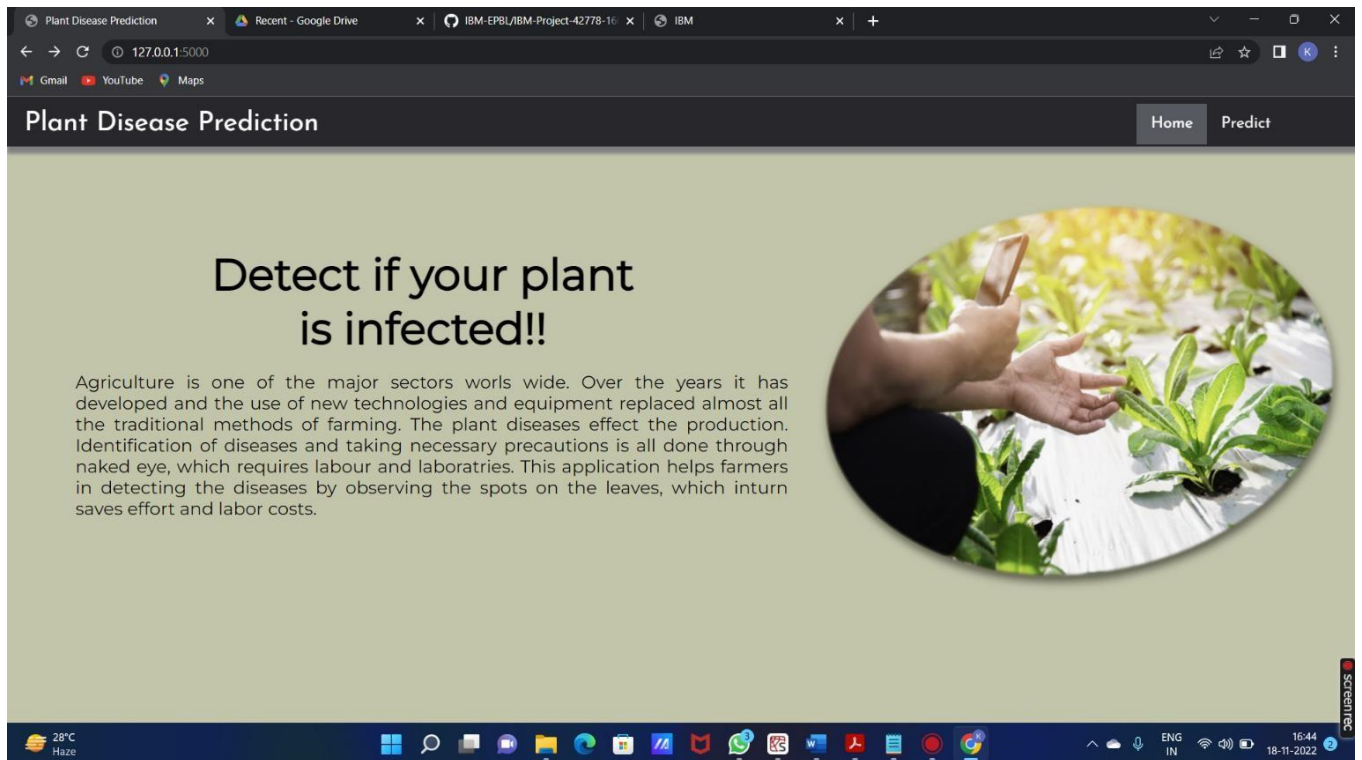 Plant Disease Prediction
Recent - Google Drive
IBM-EPBL/IBM-Project-42778-16
IBM
127.0.0.1:5000
K
Gmail
YouTube
Maps
Plant Disease Prediction
Home
Predict
Detect if your plant
is infected!!
Agriculture is one of the major sectors worls wide. Over the years it has
developed and the use of new technologies and equipment replaced almost all
the traditional methods of farming. The plant diseases effect the production.
Identification of diseases and taking necessary precautions is all done through
naked eye, which requires labour and laboratries. This application helps farmers
in detecting the diseases by observing the spots on the leaves, which inturn
saves effort and labor costs.
screenrec
28°C
Haze
3
ENG
IN
16:44
18-11-2022
2